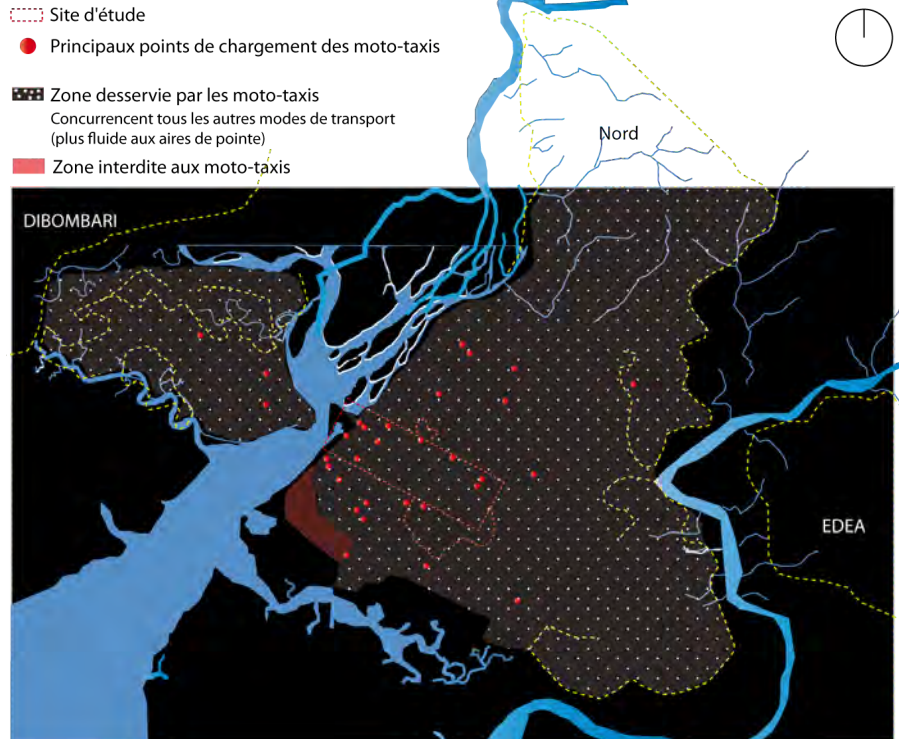 Site d'étude
Principaux points de chargement des moto-taxis
Zone desservie par les moto-taxis
Concurrencent tous les autres modes de transport
(plus fluide aux aires de pointe)
Zone interdite aux moto-taxis
Nord
DIBOMBARI
EDEA